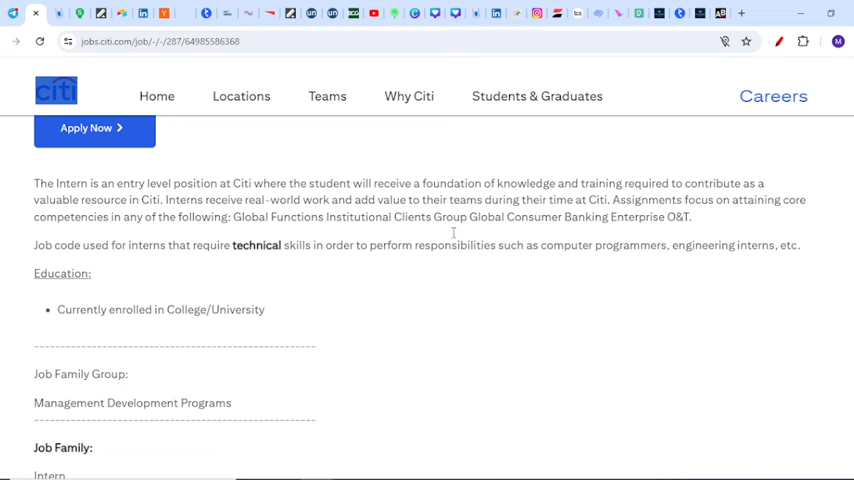 jobs.citi.com/job/-/-/287/64985586368
M
citi
Home
Locations
Teams
Why Citi
Students & Graduates
Careers
Apply Now
The Intern is an entry level position at Citi where the student will receive a foundation of knowledge and training required to contribute as a
valuable resource in Citi. Interns receive real-world work and add value to their teams during their time at Citi. Assignments focus on attaining core
competencies in any of the following: Global Functions Institutional Clients Group Global Consumer Banking Enterprise O&T.
Job code used for interns that require technical skills in order to perform responsibilities such as computer programmers, engineering interns, etc.
Education:
• Currently enrolled in College/University
------------------------------------------------------
Job Family Group:
Management Development Programs
------------------------------------------------------
Job Family:
Intern